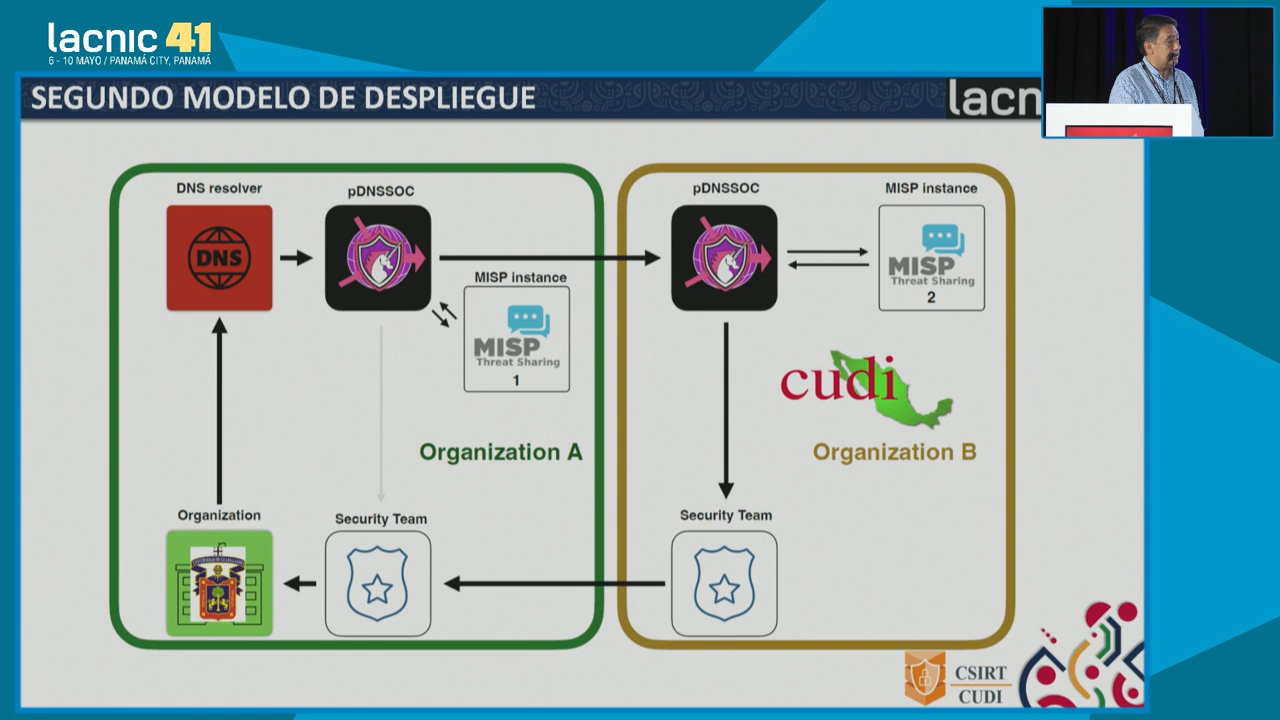 lacnic 41
6 - 10 MAYO / PANAMÁ CITY, PANAMÁ
SEGUNDO MODELO DE DESPLIEGUE
lacn
DNS resolver
pDNSSOC
pDNSSOC
MISP instance
DNS
MISP instance
MISP
Threat Sharing
2
MISP
Threat Sharing
1
cudi
Organization A
Organization B
Organization
Security Team
Security Team
CSIRT
CUDI